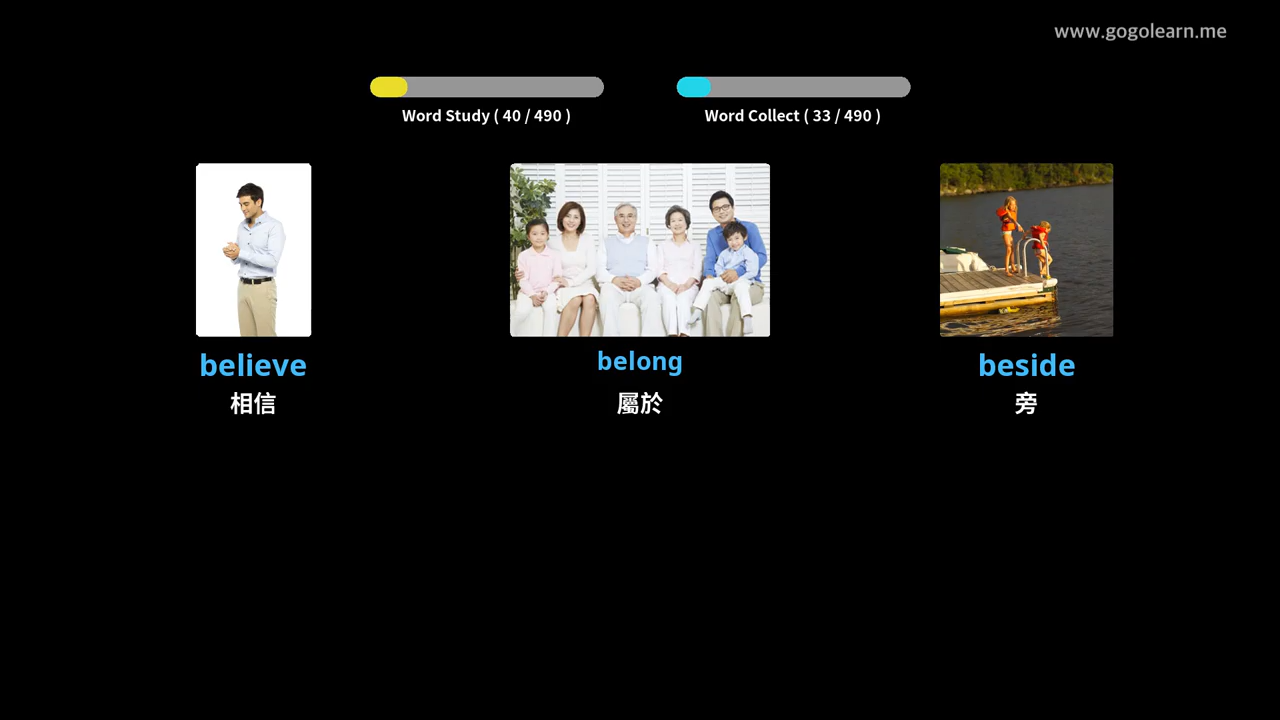 www.gogolearn.me
Word Study ( 40 / 490 )
Word Collect ( 33 / 490 )
believe
相信
belong
屬於
beside
旁